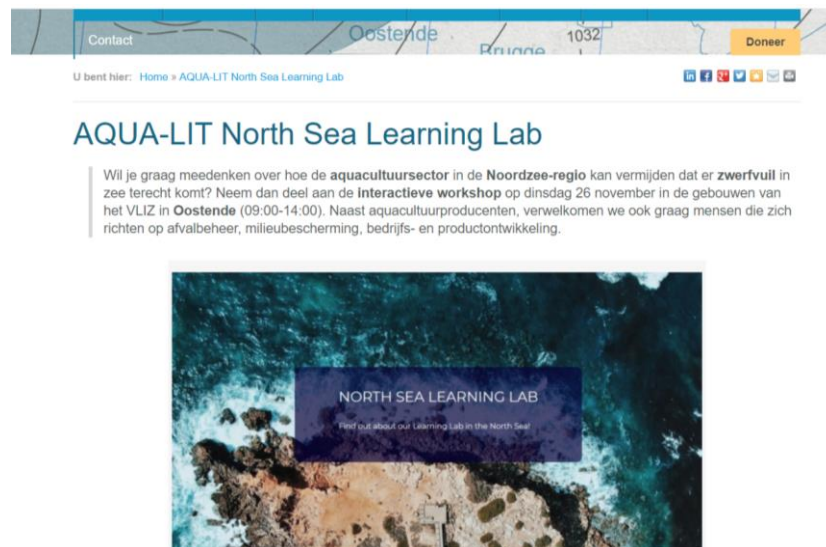 Oostende
1032
Contact
Brugge
Doneer
U bent hier: Home » AQUA-LIT North Sea Learning Lab
AQUA-LIT North Sea Learning Lab
Wil je graag meedenken over hoe de aquacultuursector in de Noordzee-regio kan vermijden dat er zwerfvuil in
zee terecht komt? Neem dan deel aan de interactieve workshop op dinsdag 26 november in de gebouwen van
het VLIZ in Oostende (09:00-14:00). Naast aquacultuurproducenten, verwelkomen we ook graag mensen die zich
richten op afvalbeheer, milieubescherming, bedrijfs- en productontwikkeling.
NORTH SEA LEARNING LAB
Find out about our Learning Lab in the North Sea!